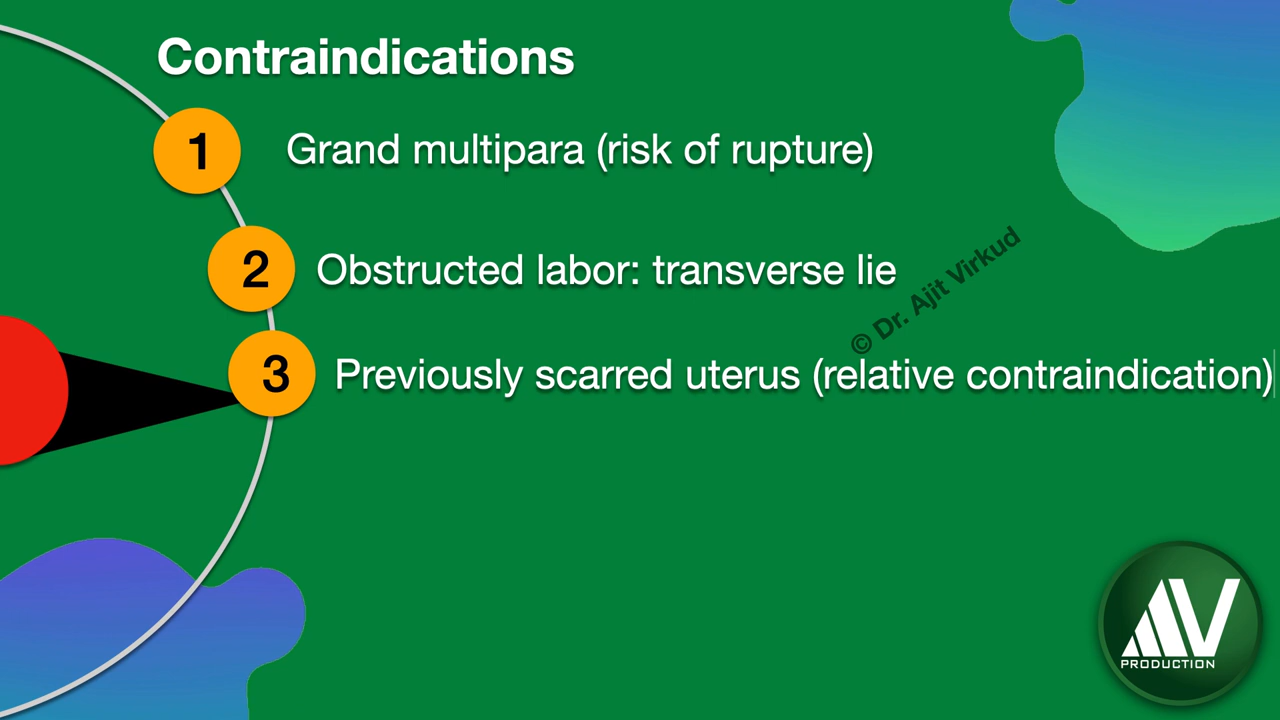 Contraindications
1 Grand multipara (risk of rupture)
2 Obstructed labor: transverse lie
© Dr. Ajit Virkud
3 Previously scarred uterus (relative contraindication)
AV
PRODUCTION